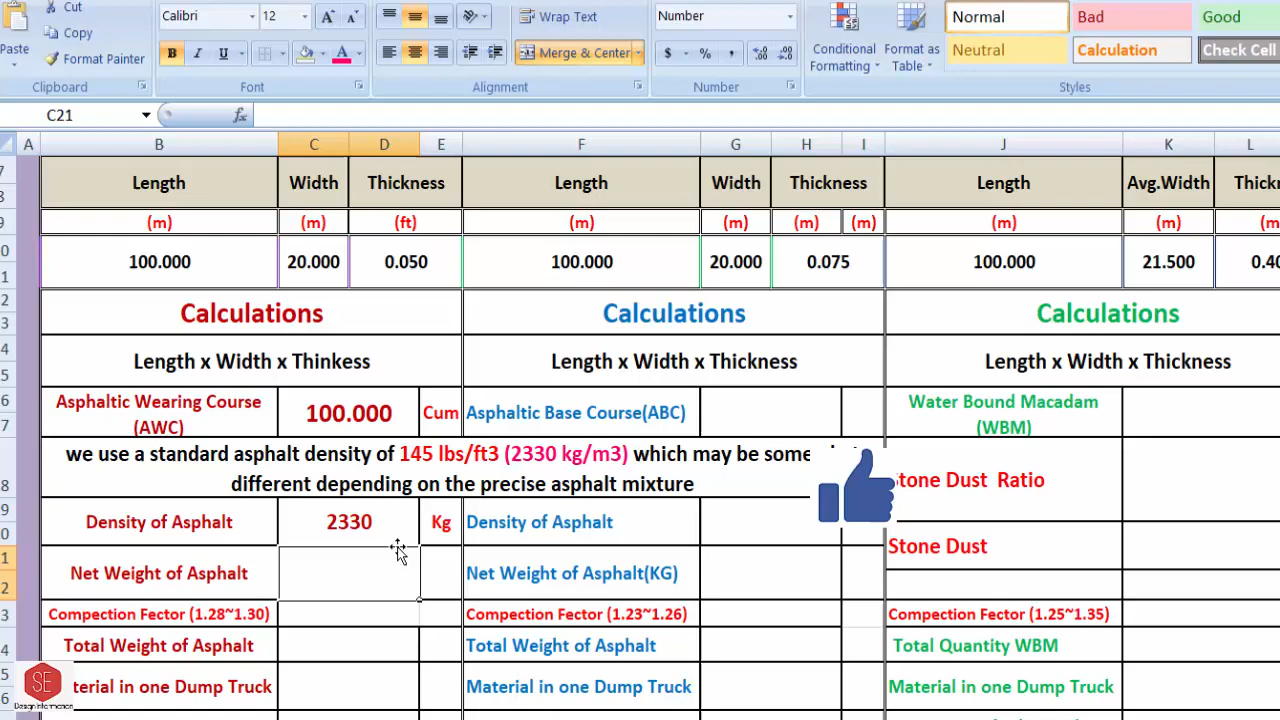 Cut
Calibri 12
Wrap Text
Number
Normal
Bad
Good
Paste
Copy
Format Painter
B I U
Merge & Center
$ % ,
Conditional Formatting
Format as Table
Neutral
Calculation
Check Cell
Clipboard
Font
Alignment
Number
Styles
C21
fx
A B C D E F G H I J K L
Length Width Thickness Length Width Thickness Length Avg.Width
(m) (m) (ft) (m) (m) (m) (m) (m) (m)
100.000 20.000 0.050 100.000 20.000 0.075 100.000 21.500
Calculations Calculations Calculations
Length x Width x Thinkess Length x Width x Thickness Length x Width x Thickness
Asphaltic Wearing Course
(AWC)
100.000 Cum
Asphaltic Base Course(ABC)
Water Bound Macadam
(WBM)
we use a standard asphalt density of 145 lbs/ft3 (2330 kg/m3) which may be
different depending on the precise asphalt mixture
Ratio
Density of Asphalt 2330 Kg Density of Asphalt
Stone Dust
Net Weight of Asphalt Net Weight of Asphalt(KG)
Compection Fector (1.28~1.30) Compection Fector (1.23~1.26) Compection Fector (1.25~1.35)
Total Weight of Asphalt Total Weight of Asphalt Total Quantity WBM
in one Dump Truck Material in one Dump Truck Material in one Dump Truck
SE
Design Information